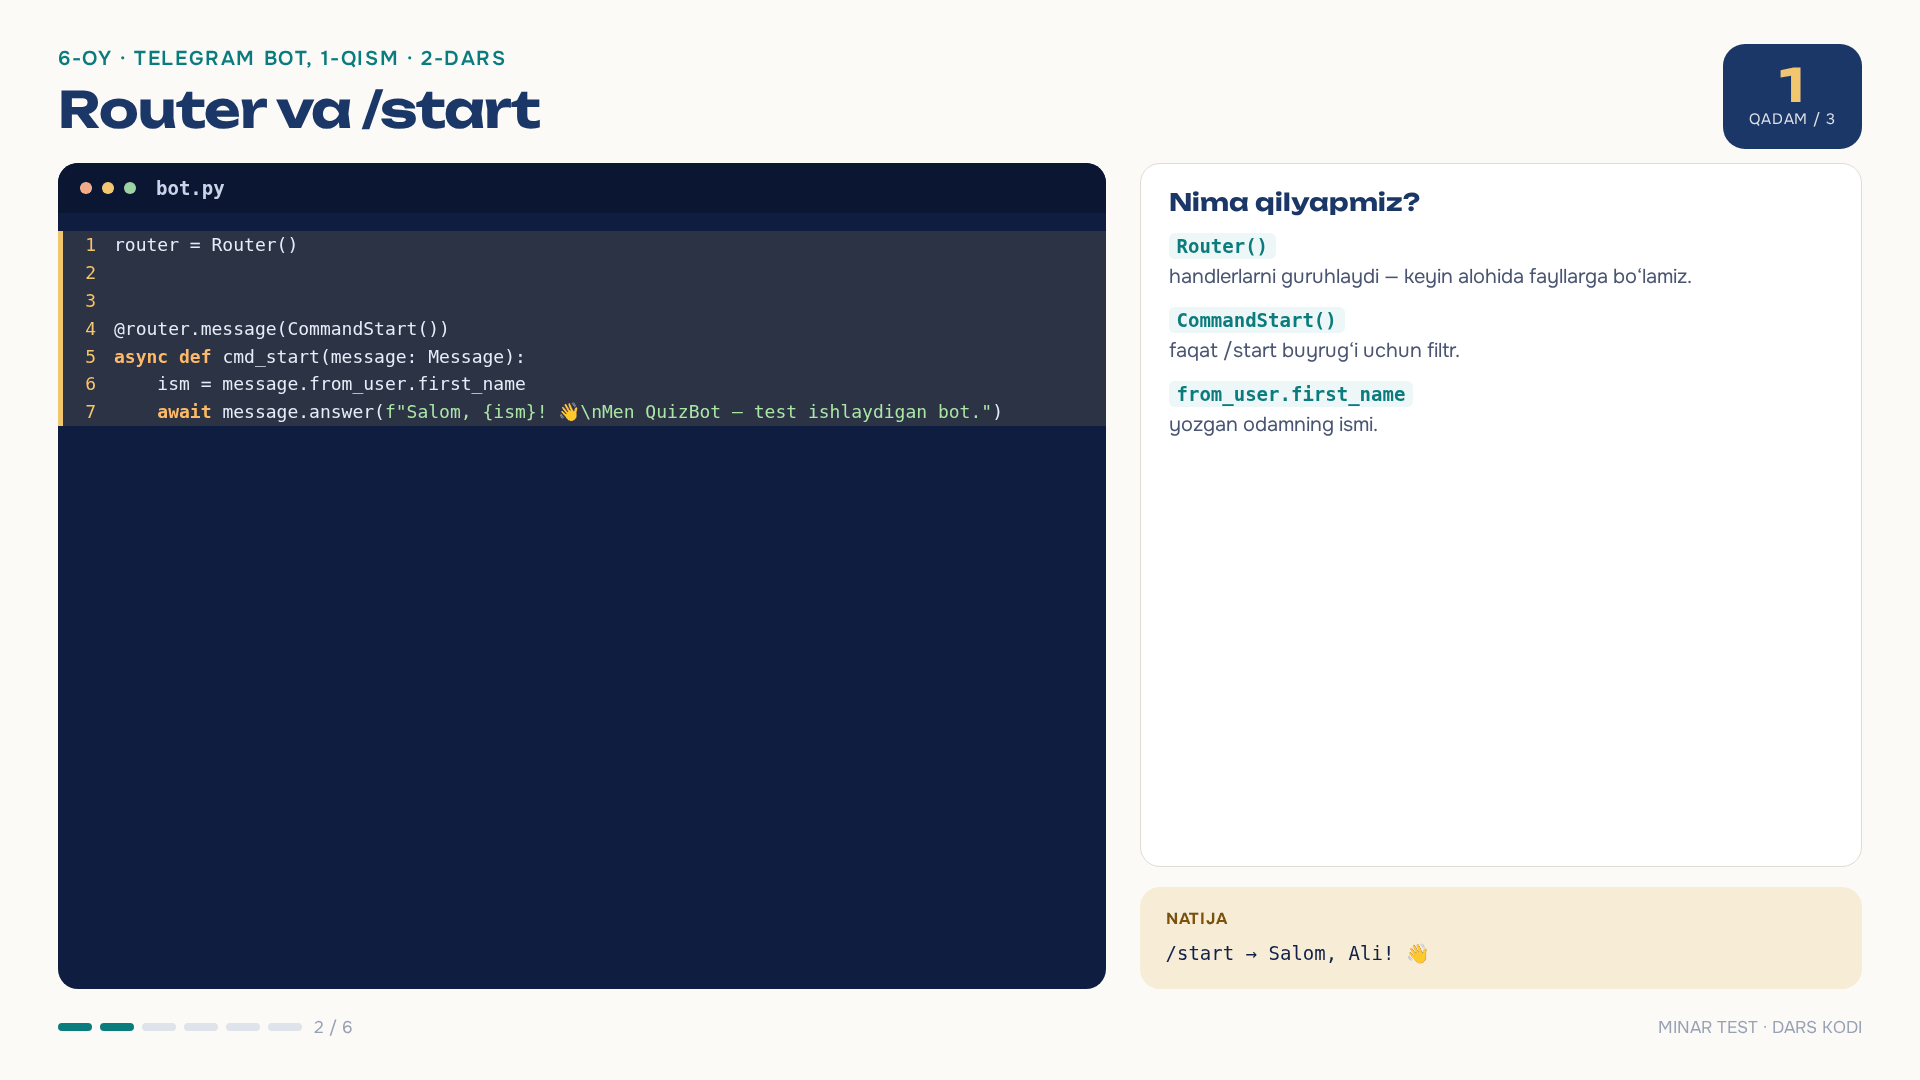 6-OY · TELEGRAM BOT, 1-QISM · 2-DARS
Router va /start
1
QADAM / 3
bot.py
1 router = Router()
2
3
4 @router.message(CommandStart())
5 async def cmd_start(message: Message):
6     ism = message.from_user.first_name
7     await message.answer(f"Salom, {ism}! 👋\nMen QuizBot — test ishlaydigan bot.")
Nima qilyapmiz?
Router()
handlerlarni guruhlaydi — keyin alohida fayllarga bo‘lamiz.
CommandStart()
faqat /start buyrug‘i uchun filtr.
from_user.first_name
yozgan odamning ismi.
NATIJA
/start → Salom, Ali! 👋
2 / 6
MINAR TEST · DARS KODI